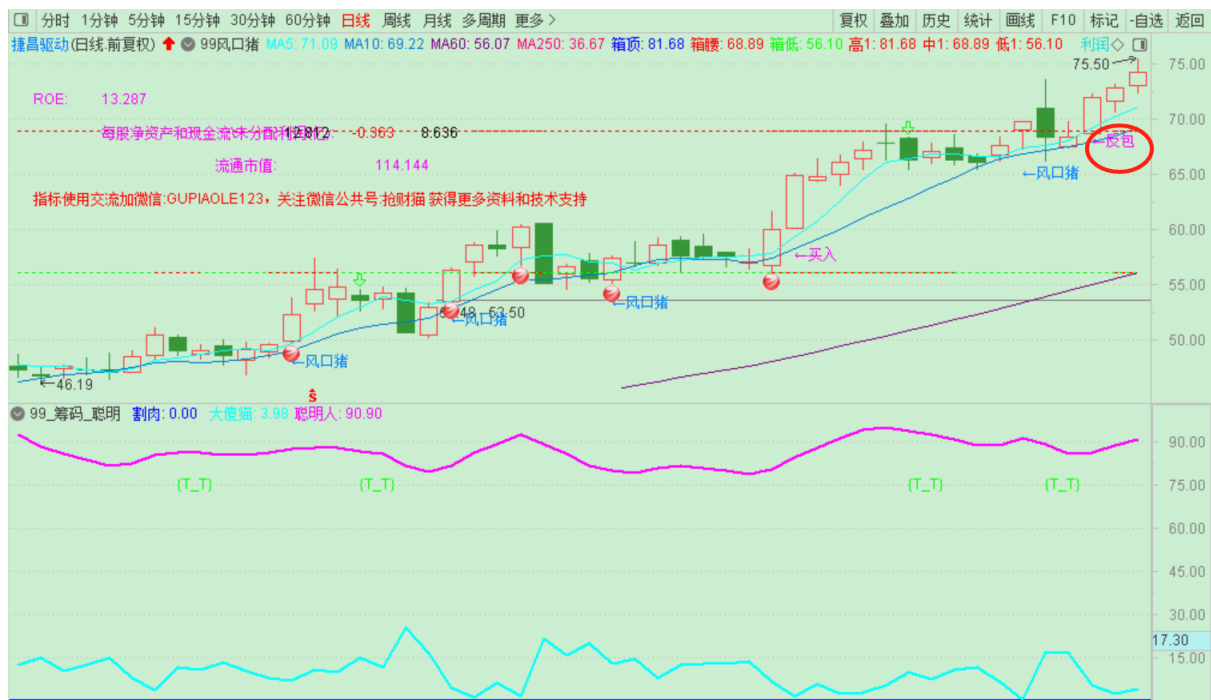 分时 1分钟 5分钟 15分钟 30分钟 60分钟 日线 周线 月线 多周期 更多> 复权 叠加 历史 统计 画线 F10 标记 -自选 返回
捷昌驱动(日线.前复权) 99风口猪 MA5: 71.09 MA10: 69.22 MA60: 56.07 MA250: 36.67 箱顶: 81.68 箱腰: 68.89 箱低: 56.10 高1: 81.68 中1: 68.89 低1: 56.10 利润
75.50
75.00
ROE: 13.287
70.00
每股净资产和现金流\未分配利润 12.812 -0.363 8.636
←反包
流通市值: 114.144
←风口猪
65.00
指标使用交流加微信:GUPIAOLE123，关注微信公共号:抢财猫 获得更多资料和技术支持
60.00
←买入
55.00
←风口猪
53.50
←风口猪
50.00
←风口猪
←46.19
ŝ
99_筹码_聪明 割肉: 0.00 大傻猫: 3.98 聪明人: 90.90
90.00
(T_T) (T_T) (T_T) (T_T) 75.00
60.00
45.00
30.00
17.30
15.00